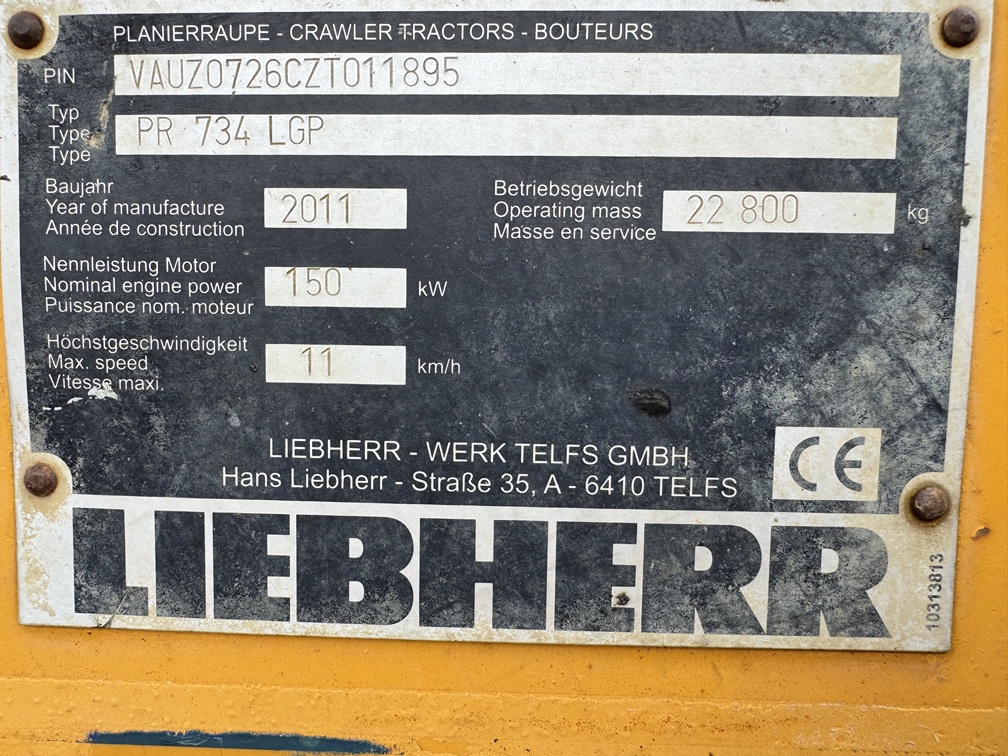 PLANIERRAUPE - CRAWLER TRACTORS - BOUTEURS
PIN VAUZ0726CZT011895
Typ
Type
Type
PR 734 LGP
Baujahr
Year of manufacture
Année de construction
2011
Betriebsgewicht
Operating mass
Masse en service
22 800 kg
Nennleistung Motor
Nominal engine power
Puissance nom. moteur
150 kW
Höchstgeschwindigkeit
Max. speed
Vitesse maxi.
11 km/h
LIEBHERR - WERK TELFS GMBH
Hans Liebherr - Straße 35, A - 6410 TELFS
CE
LIEBHERR
10313813